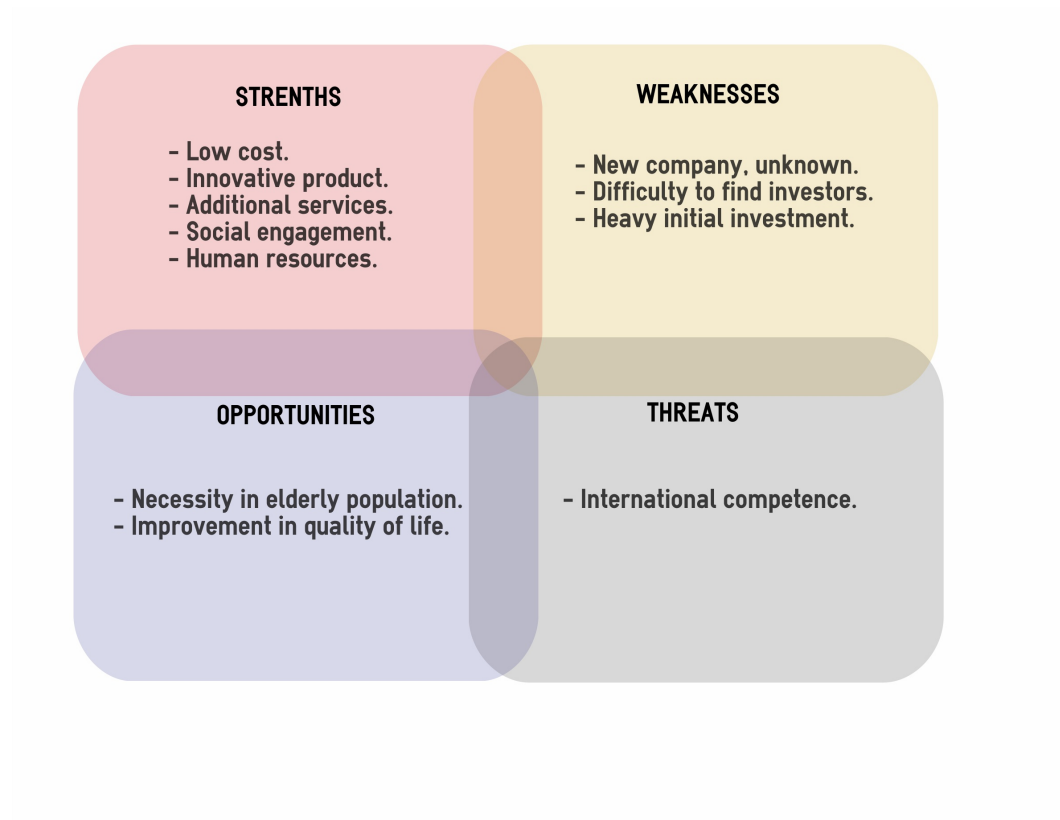 STRENTHS
- Low cost.
- Innovative product.
- Additional services.
- Social engagement.
- Human resources.
WEAKNESSES
- New company, unknown.
- Difficulty to find investors.
- Heavy initial investment.
OPPORTUNITIES
- Necessity in elderly population.
- Improvement in quality of life.
THREATS
- International competence.